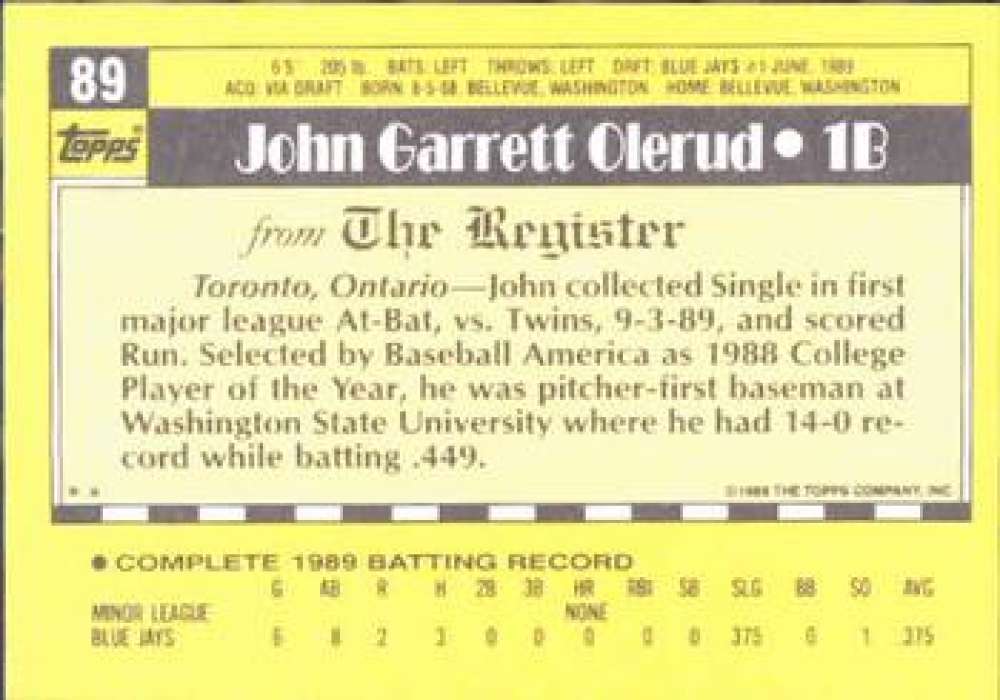 89
6'5" 205 lb. BATS: LEFT THROWS: LEFT DRFT: BLUE JAYS #1-JUNE, 1989
ACQ: VIA DRAFT BORN: 8-5-68, BELLEVUE, WASHINGTON HOME: BELLEVUE, WASHINGTON
topps®
John Garrett Olerud • 1B
from The Register
Toronto, Ontario—John collected Single in first
major league At-Bat, vs. Twins, 9-3-89, and scored
Run. Selected by Baseball America as 1988 College
Player of the Year, he was pitcher-first baseman at
Washington State University where he had 14-0 re-
cord while batting .449.
* *
© 1989 THE TOPPS COMPANY, INC.
• COMPLETE 1989 BATTING RECORD
G AB R H 2B 3B HR RBI SB SLG BB SO AVG
MINOR LEAGUE NONE
BLUE JAYS 6 8 2 3 0 0 0 0 0 .375 0 1 .375